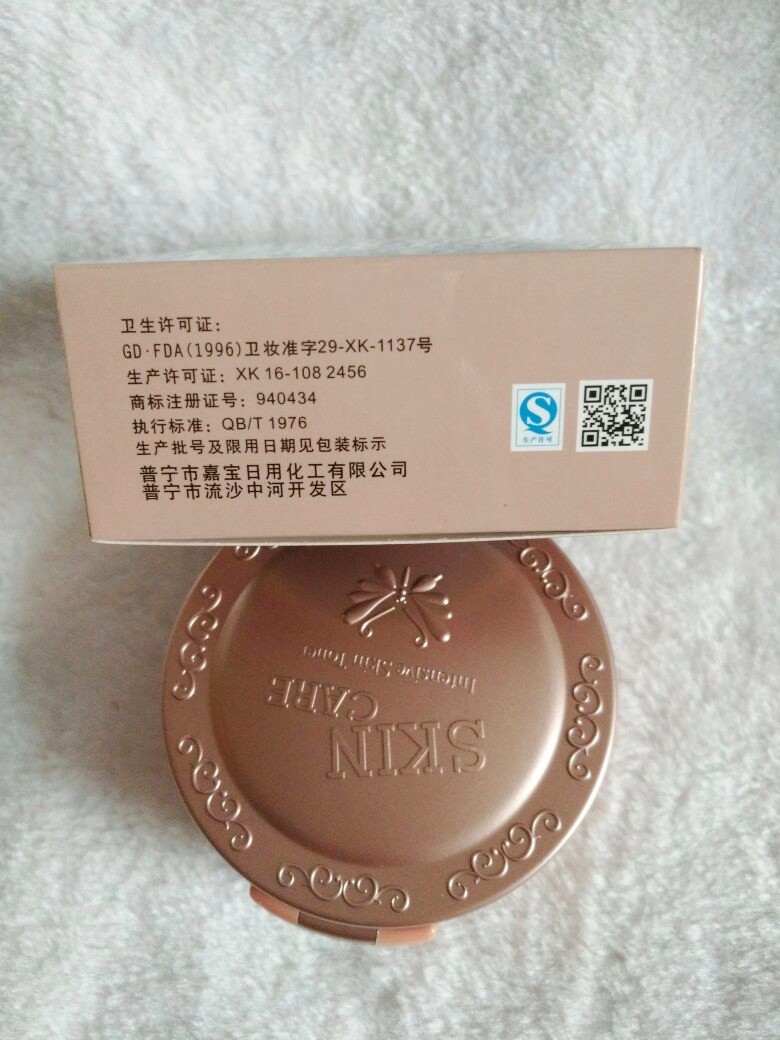 卫生许可证：
GD·FDA(1996)卫妆准字29-XK-1137号
生产许可证：XK 16-108 2456
商标注册证号：940434
执行标准：QB/T 1976
生产批号及限用日期见包装标示
普宁市嘉宝日用化工有限公司
普宁市流沙中河开发区
S
生产许可
SKIN
CARE
Intensive Skin Toner